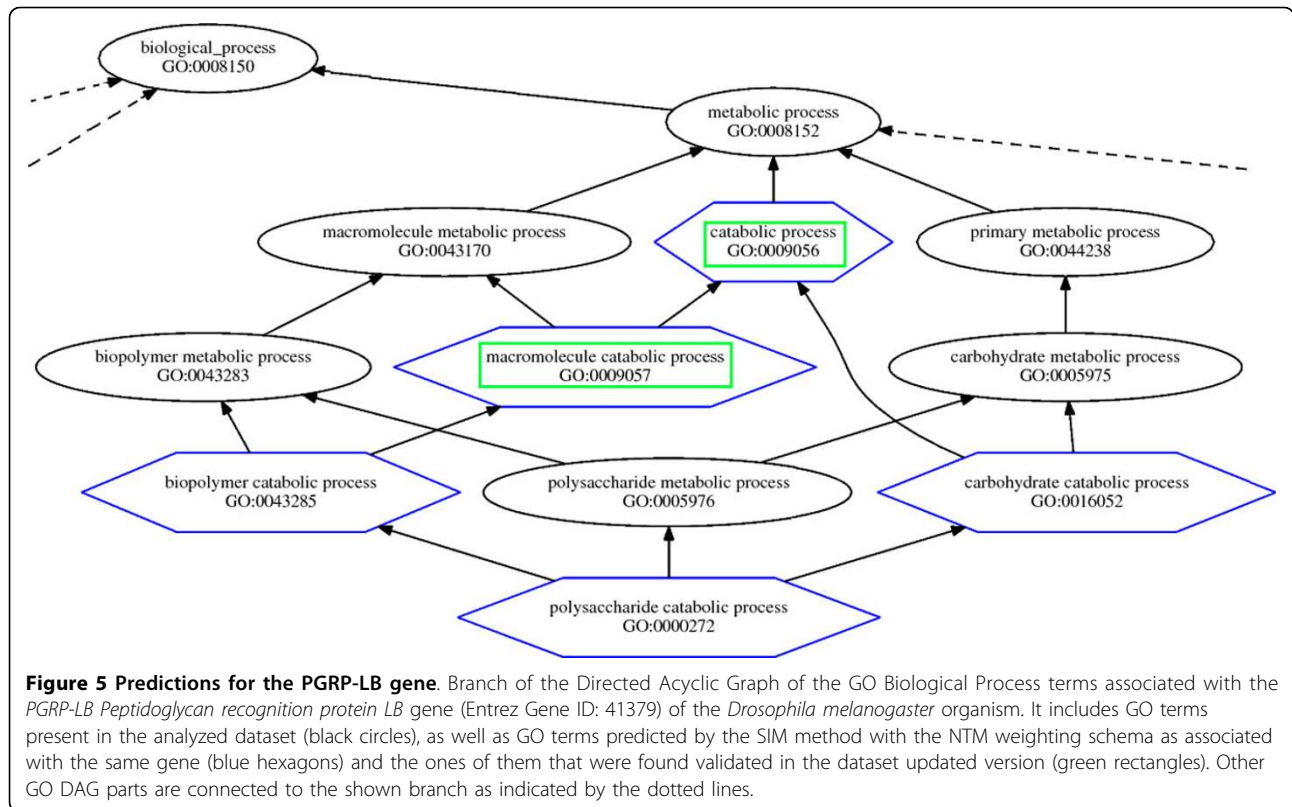 biological_process
GO:0008150
metabolic process
GO:0008152
macromolecule metabolic process
GO:0043170
catabolic process
GO:0009056
primary metabolic process
GO:0044238
biopolymer metabolic process
GO:0043283
macromolecule catabolic process
GO:0009057
carbohydrate metabolic process
GO:0005975
biopolymer catabolic process
GO:0043285
polysaccharide metabolic process
GO:0005976
carbohydrate catabolic process
GO:0016052
polysaccharide catabolic process
GO:0000272
Figure 5 Predictions for the PGRP-LB gene. Branch of the Directed Acyclic Graph of the GO Biological Process terms associated with the
PGRP-LB Peptidoglycan recognition protein LB gene (Entrez Gene ID: 41379) of the Drosophila melanogaster organism. It includes GO terms
present in the analyzed dataset (black circles), as well as GO terms predicted by the SIM method with the NTM weighting schema as associated
with the same gene (blue hexagons) and the ones of them that were found validated in the dataset updated version (green rectangles). Other
GO DAG parts are connected to the shown branch as indicated by the dotted lines.